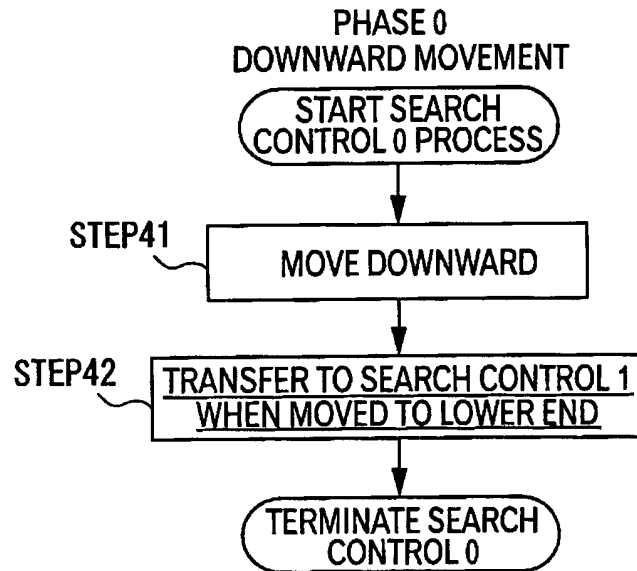 PHASE 0
DOWNWARD MOVEMENT
START SEARCH
CONTROL 0 PROCESS
STEP41
MOVE DOWNWARD
STEP42
TRANSFER TO SEARCH CONTROL 1
WHEN MOVED TO LOWER END
TERMINATE SEARCH
CONTROL 0